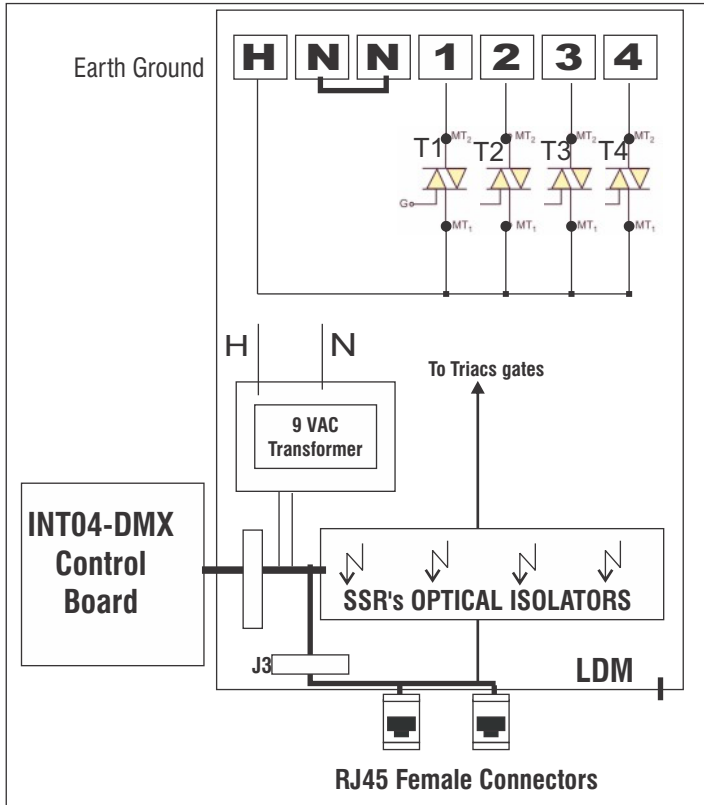 Earth Ground
H N N 1 2 3 4
T1 T2 T3 T4
MT2 MT2 MT2 MT2
G
MT1 MT1 MT1 MT1
H N
To Triacs gates
9 VAC
Transformer
INT04-DMX
Control
Board
SSR's OPTICAL ISOLATORS
J3
LDM
RJ45 Female Connectors